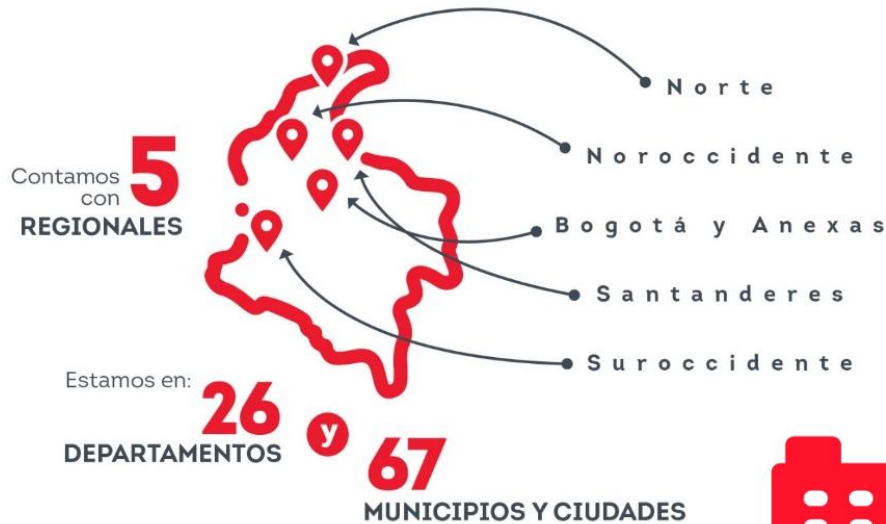 Norte
Noroccidente
Contamos con 5
REGIONALES
Bogotá y Anexas
Santanderes
Suroccidente
Estamos en:
26
DEPARTAMENTOS
y
67
MUNICIPIOS Y CIUDADES